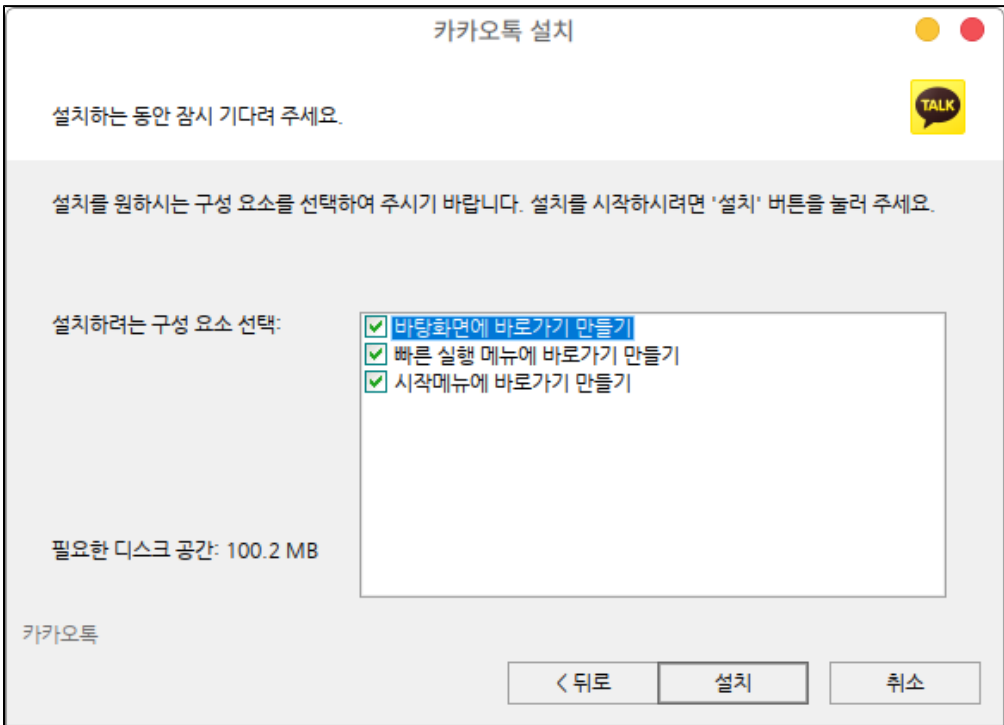 카카오톡 설치
설치하는 동안 잠시 기다려 주세요.
TALK
설치를 원하시는 구성 요소를 선택하여 주시기 바랍니다. 설치를 시작하시려면 '설치' 버튼을 눌러 주세요.
설치하려는 구성 요소 선택:
바탕화면에 바로가기 만들기
빠른 실행 메뉴에 바로가기 만들기
시작메뉴에 바로가기 만들기
필요한 디스크 공간: 100.2 MB
카카오톡
< 뒤로
설치
취소